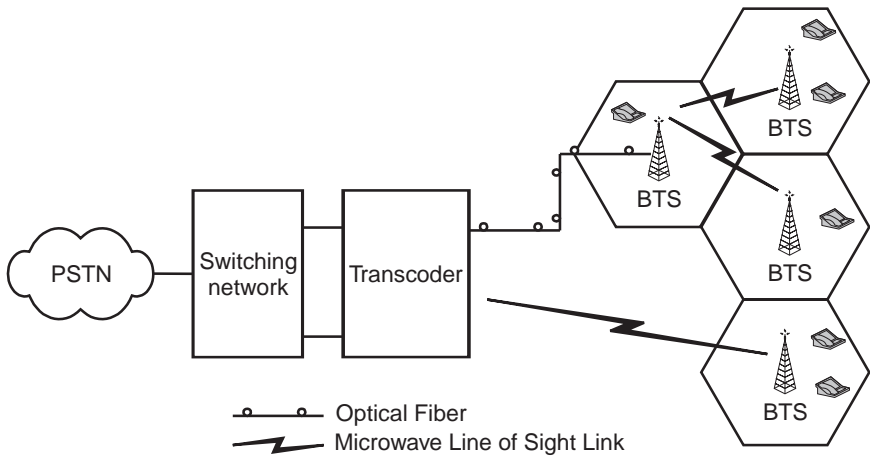 BTS
BTS
BTS
PSTN
Switching
network
Transcoder
BTS
Optical Fiber
Microwave Line of Sight Link